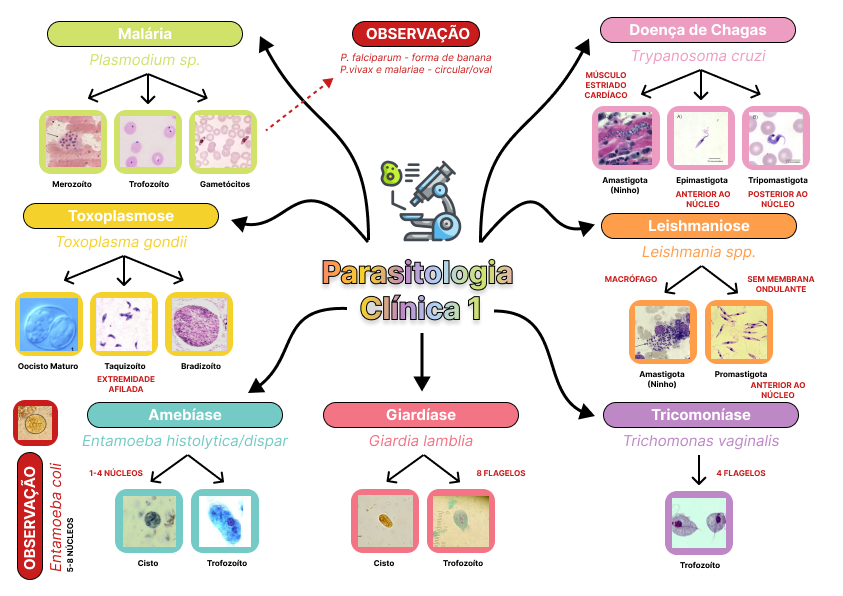 Malária
Plasmodium sp.
Merozoíto
Trofozoíto
Gametócitos
OBSERVAÇÃO
P. falciparum - forma de banana
P.vivax e malariae - circular/oval
Doença de Chagas
Trypanosoma cruzi
MÚSCULO
ESTRIADO
CARDÍACO
A)
B)
Amastigota
(Ninho)
Epimastigota
Tripomastigota
ANTERIOR AO
NÚCLEO
POSTERIOR AO
NÚCLEO
Toxoplasmose
Toxoplasma gondii
Oocisto Maturo
Taquizoíto
Bradizoíto
EXTREMIDADE
AFILADA
Parasitologia
Clínica 1
Leishmaniose
Leishmania spp.
MACRÓFAGO
SEM MEMBRANA
ONDULANTE
Amastigota
(Ninho)
Promastigota
ANTERIOR AO
NÚCLEO
Amebíase
Entamoeba histolytica/dispar
1-4 NÚCLEOS
Cisto
Trofozoíto
OBSERVAÇÃO
Entamoeba coli
5-8 NÚCLEOS
Giardíase
Giardia lamblia
8 FLAGELOS
Cisto
Trofozoíto
Tricomoníase
Trichomonas vaginalis
4 FLAGELOS
Trofozoíto